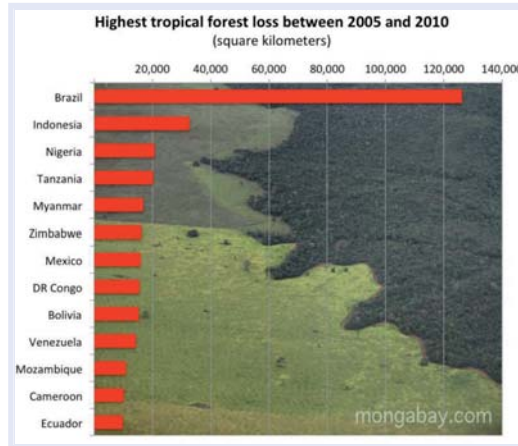 Highest tropical forest loss between 2005 and 2010
(square kilometers)
20,000 40,000 60,000 80,000 100,000 120,000 140,000
Brazil
Indonesia
Nigeria
Tanzania
Myanmar
Zimbabwe
Mexico
DR Congo
Bolivia
Venezuela
Mozambique
Cameroon
Ecuador
mongabay.com